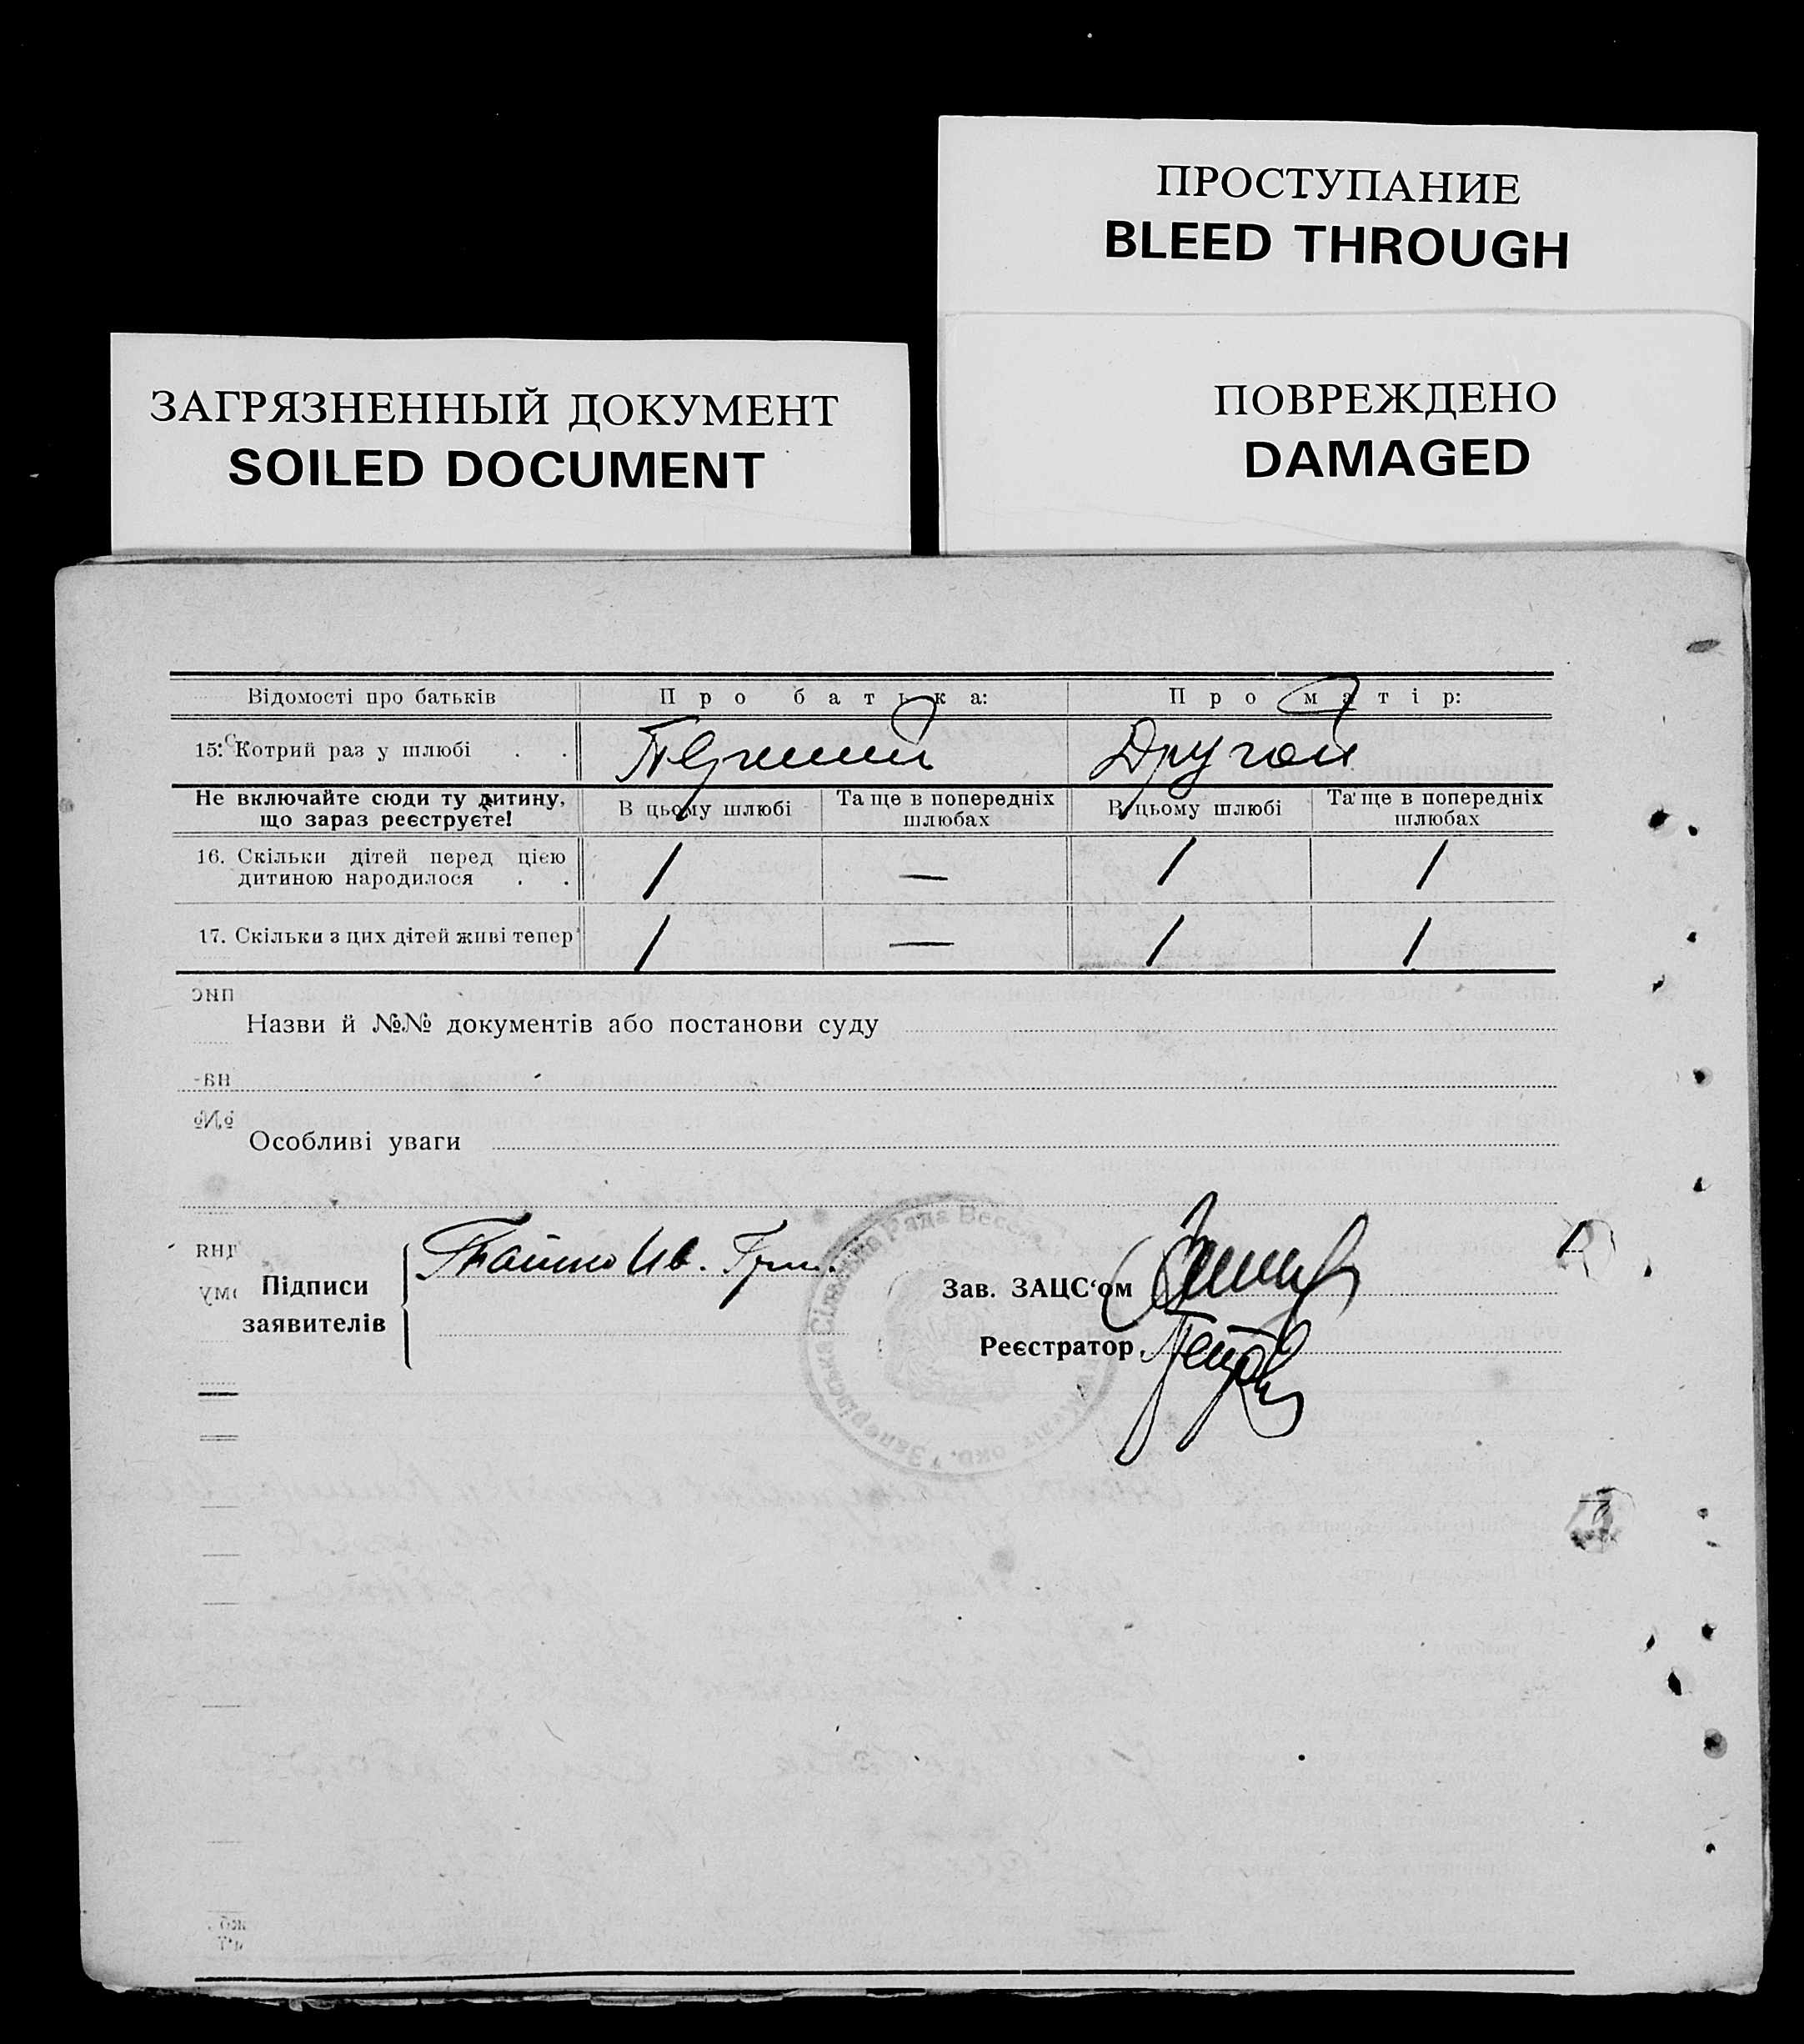 ПРОСТУПАНИЕ
BLEED THROUGH
ПОВРЕЖДЕНО
DAMAGED
ЗАГРЯЗНЕННЫЙ ДОКУМЕНТ
SOILED DOCUMENT
Відомості про батьків Про батька: Про матір:
15. Котрий раз у шлюбі . . Перший Другой
Не включайте сюди ту дитину, що зараз реєструєте!
В цьому шлюбі Та ще в попередніх шлюбах В цьому шлюбі Та ще в попередніх шлюбах
16. Скільки дітей перед цією
дитиною народилося . . 1 — 1 1
17. Скільки з цих дітей живі тепер 1 — 1 1
Назви й №№ документів або постанови суду
Особливі уваги
Підписи
заявителів
Ив.
Зав. ЗАЦС‘ом
Реєстратор